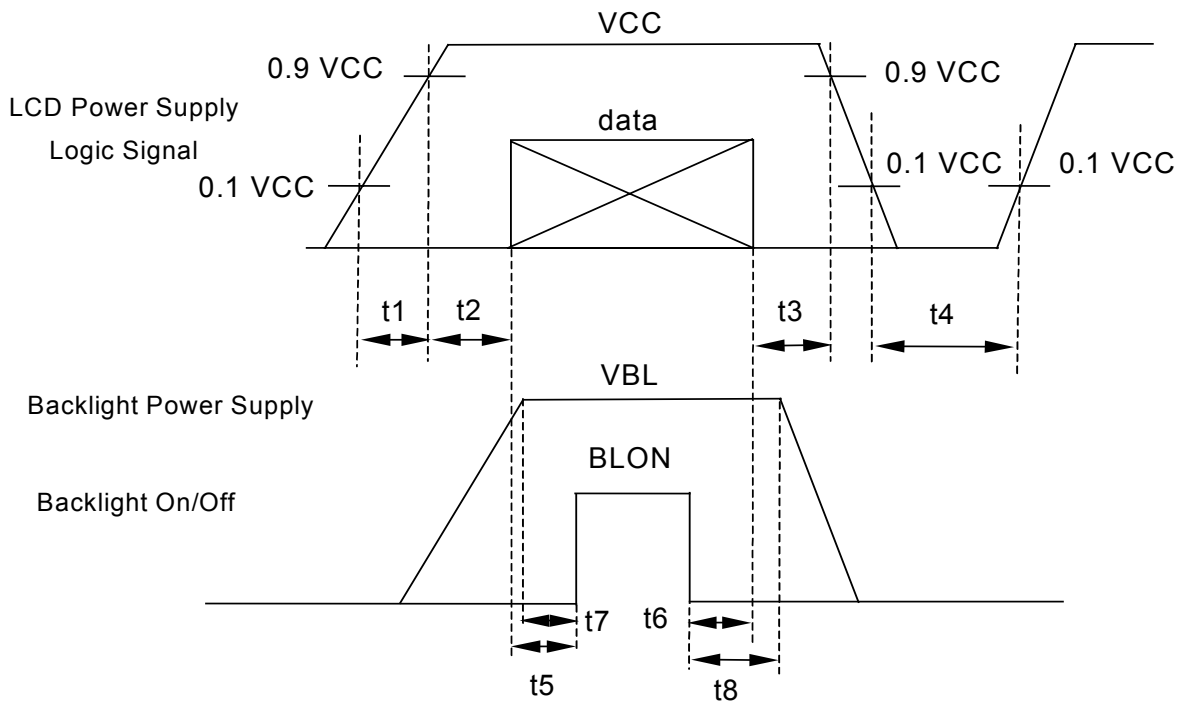 VCC
0.9 VCC
0.9 VCC
LCD Power Supply
data
Logic Signal
0.1 VCC
0.1 VCC
0.1 VCC
t1
t2
t3
t4
VBL
Backlight Power Supply
BLON
Backlight On/Off
t7
t6
t5
t8